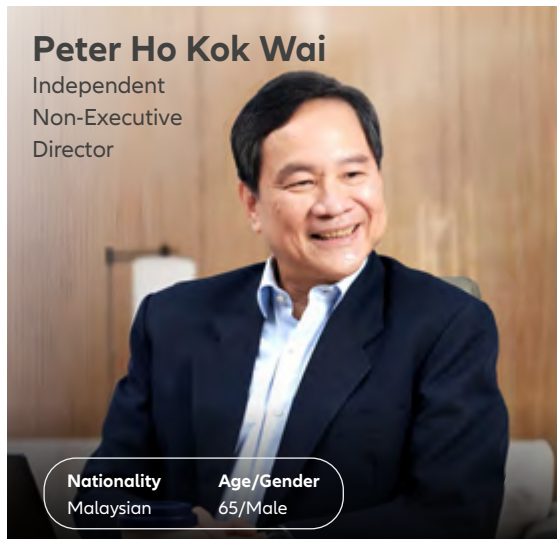 Peter Ho Kok Wai
Independent
Non-Executive
Director
Nationality Age/Gender
Malaysian 65/Male